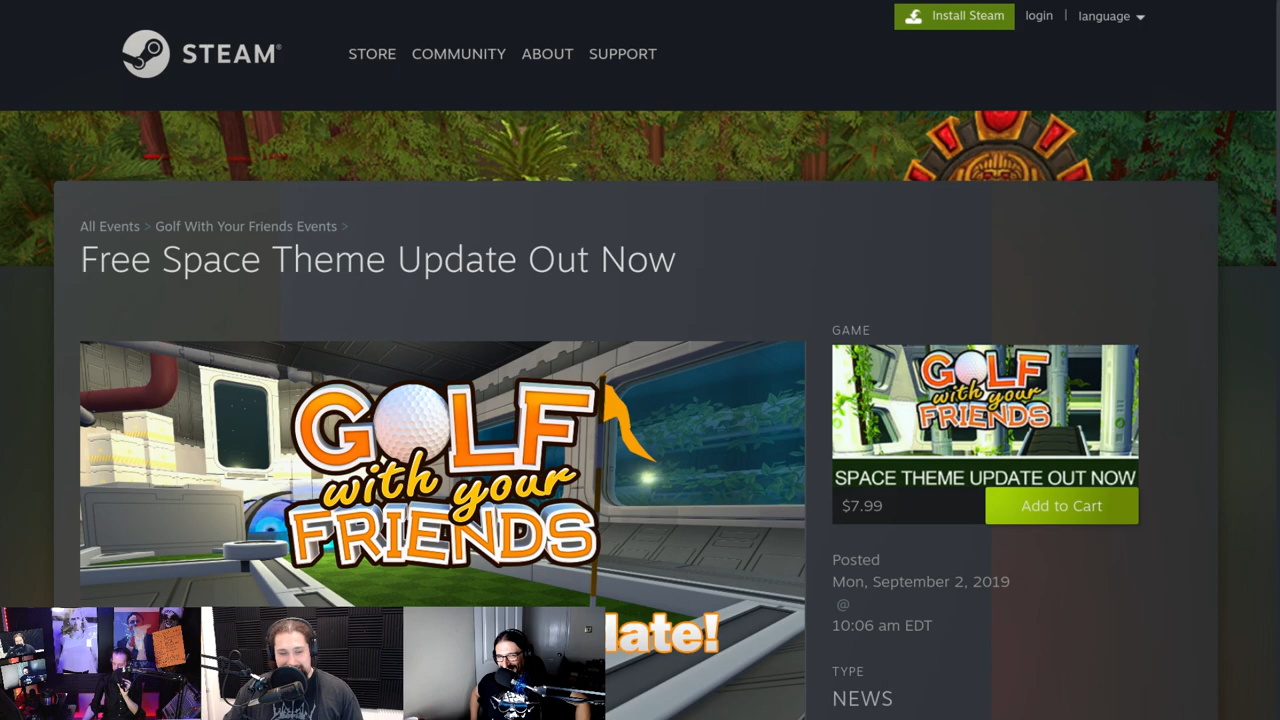 Install Steam
login
language
STEAM®
STORE
COMMUNITY
ABOUT
SUPPORT
All Events > Golf With Your Friends Events >
Free Space Theme Update Out Now
GAME
GOLF
with your
FRIENDS
GOLF
with your
FRIENDS
SPACE THEME UPDATE OUT NOW
$7.99
Add to Cart
Posted
Mon, September 2, 2019
@
10:06 am EDT
late!
TYPE
NEWS